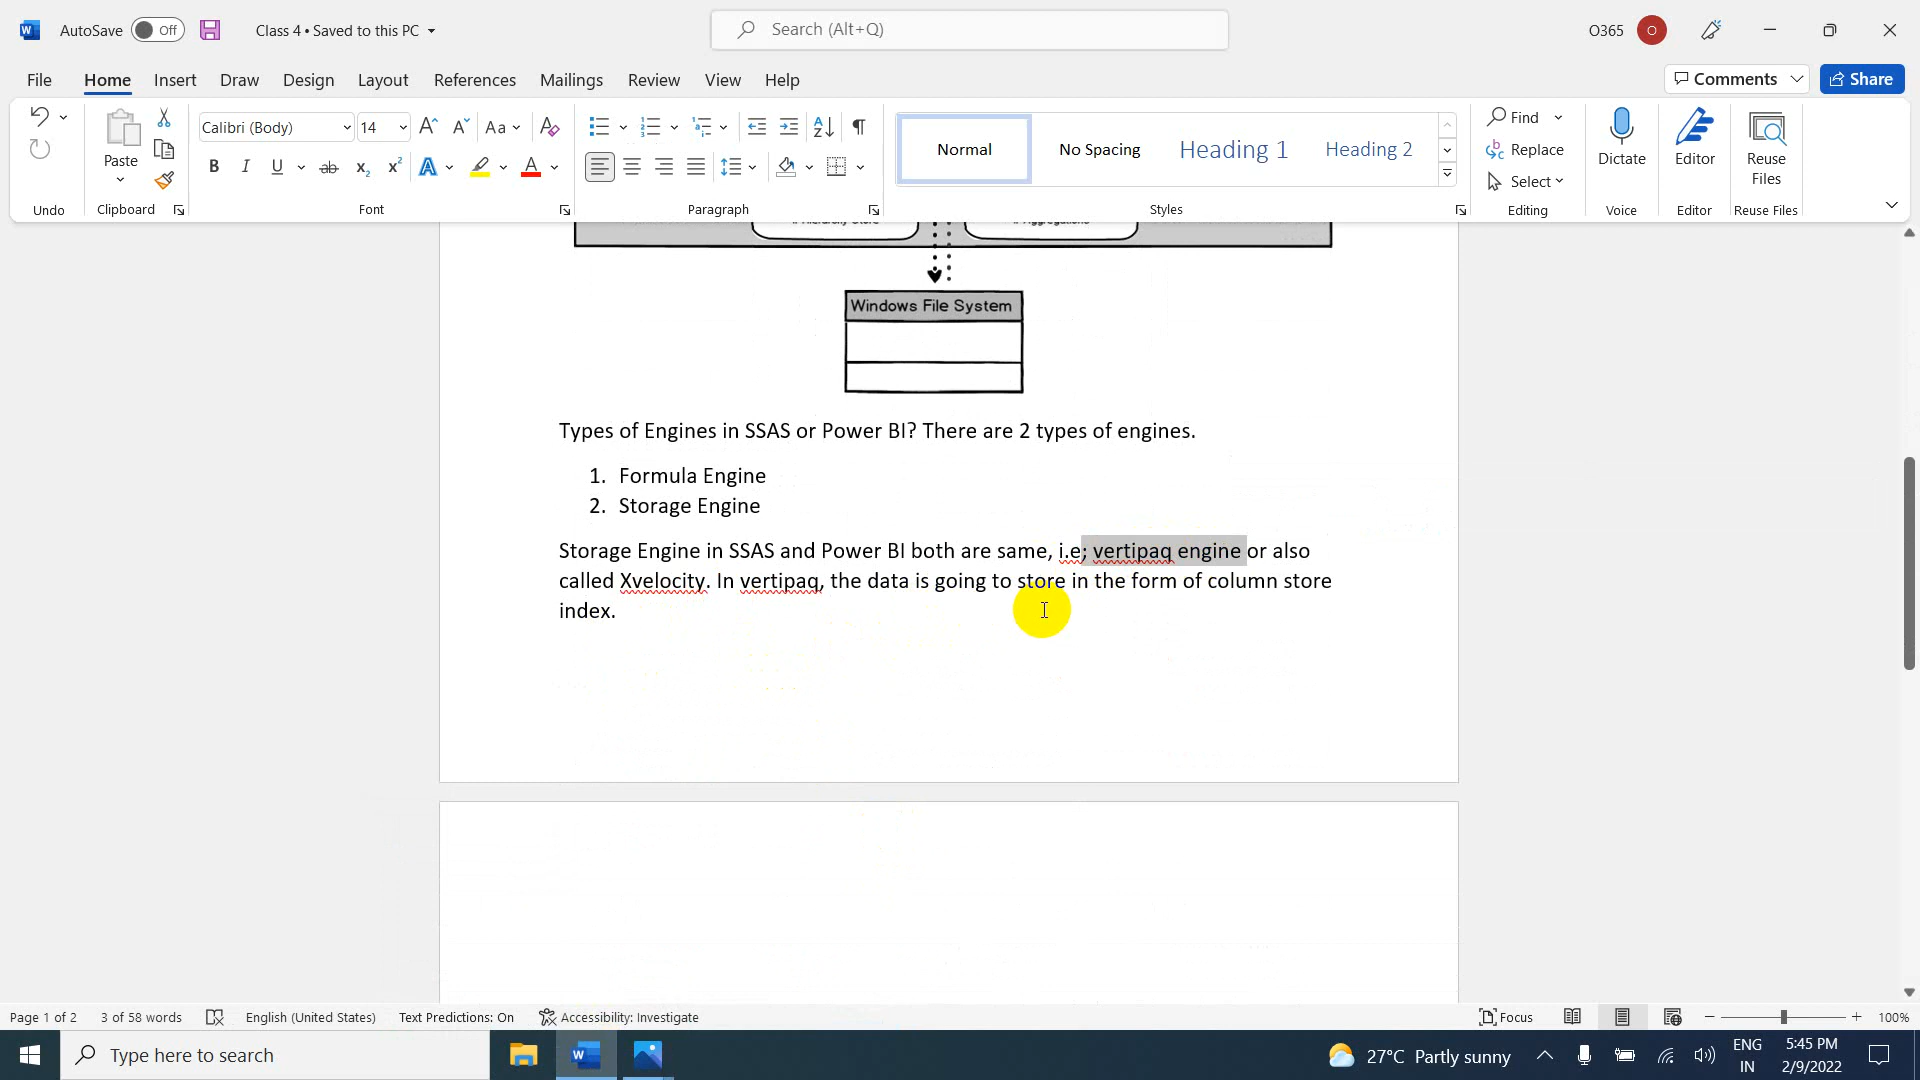 AutoSave Off Class 4 • Saved to this PC Search (Alt+Q) O365 O
File Home Insert Draw Design Layout References Mailings Review View Help Comments Share
Calibri (Body) 14 Aa
Paste
Undo Clipboard Font Paragraph
Normal No Spacing Heading 1 Heading 2
Styles
Find
Replace
Select
Editing
Dictate
Voice
Editor
Editor
Reuse
Files
Reuse Files
Windows File System
Types of Engines in SSAS or Power BI? There are 2 types of engines.
1. Formula Engine
2. Storage Engine
Storage Engine in SSAS and Power BI both are same, i.e; vertipaq engine or also
called Xvelocity. In vertipaq, the data is going to store in the form of column store
index.
Page 1 of 2 3 of 58 words English (United States) Text Predictions: On Accessibility: Investigate Focus 100%
Type here to search 27°C Partly sunny ENG
IN
5:45 PM
2/9/2022